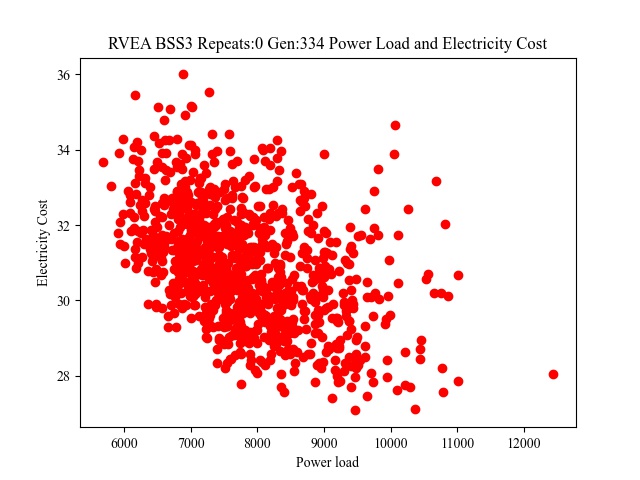 RVEA BSS3 Repeats:0 Gen:334 Power Load and Electricity Cost
36
34
32
30
28
Electricity Cost
6000 7000 8000 9000 10000 11000 12000
Power load